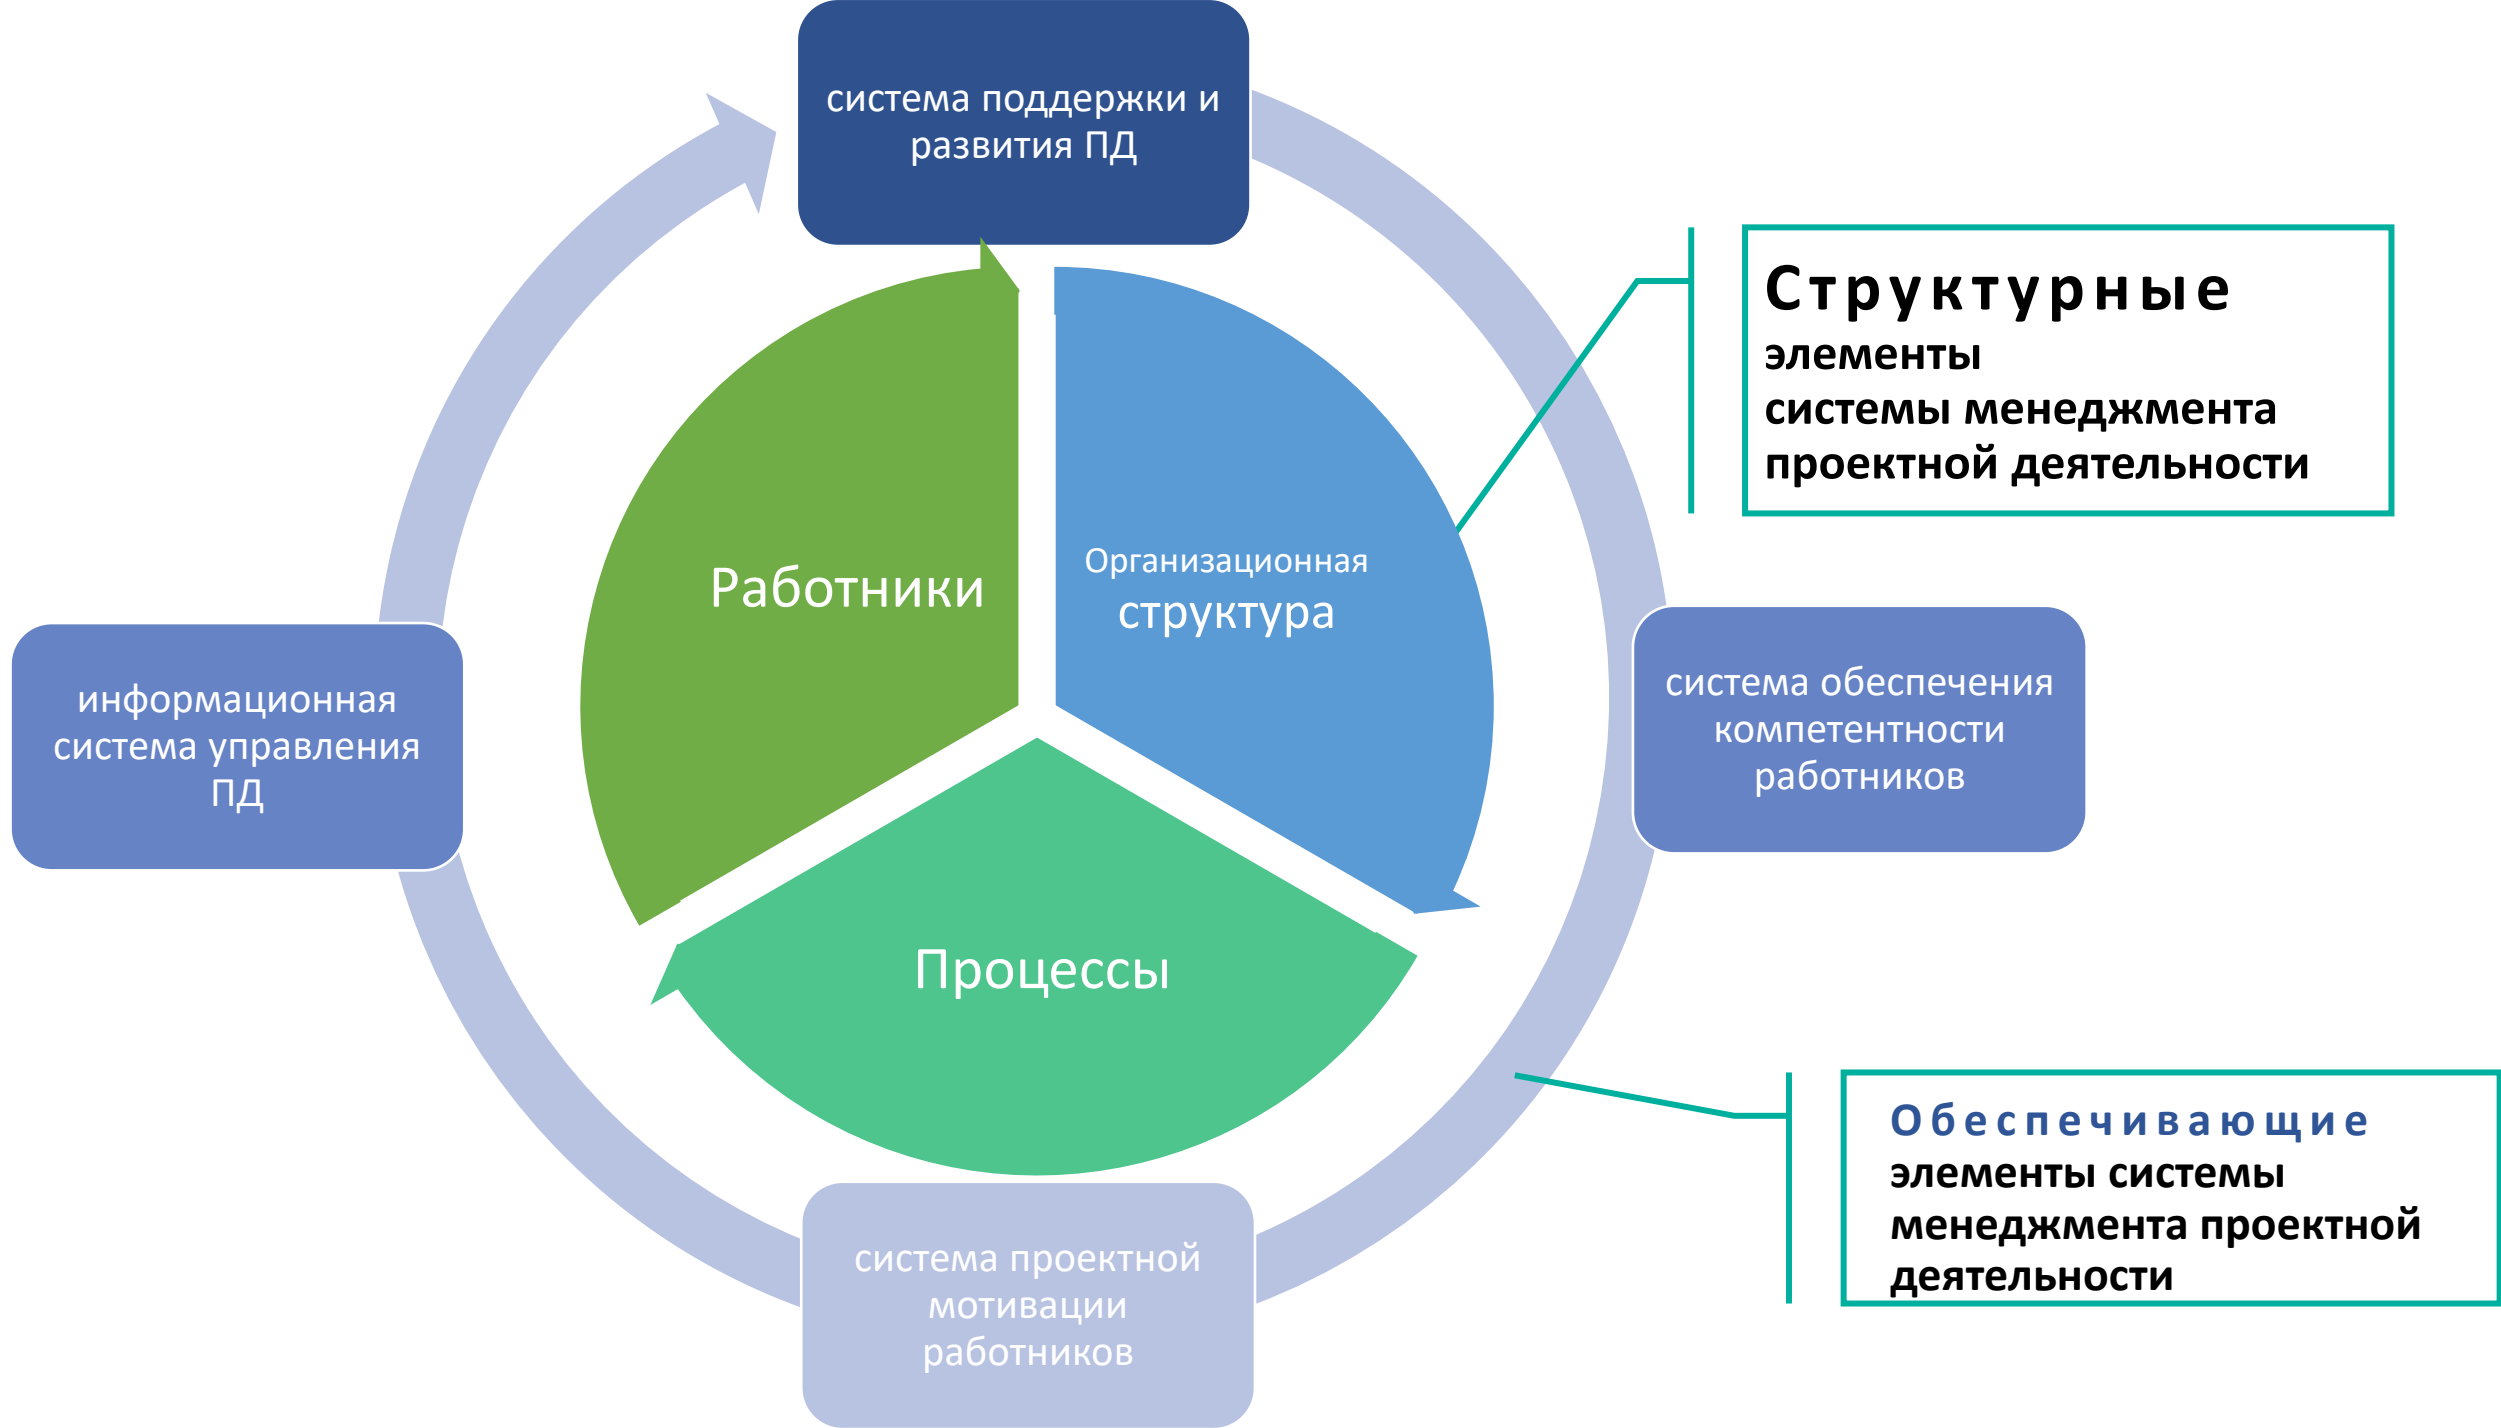 система поддержки и
развития ПД
Структурные
элементы
системы менеджмента
проектной деятельности
Работники
Организационная
структура
информационная
система управления
ПД
система обеспечения
компетентности
работников
Процессы
Обеспечивающие
элементы системы
менеджмента проектной
деятельности
система проектной
мотивации
работников